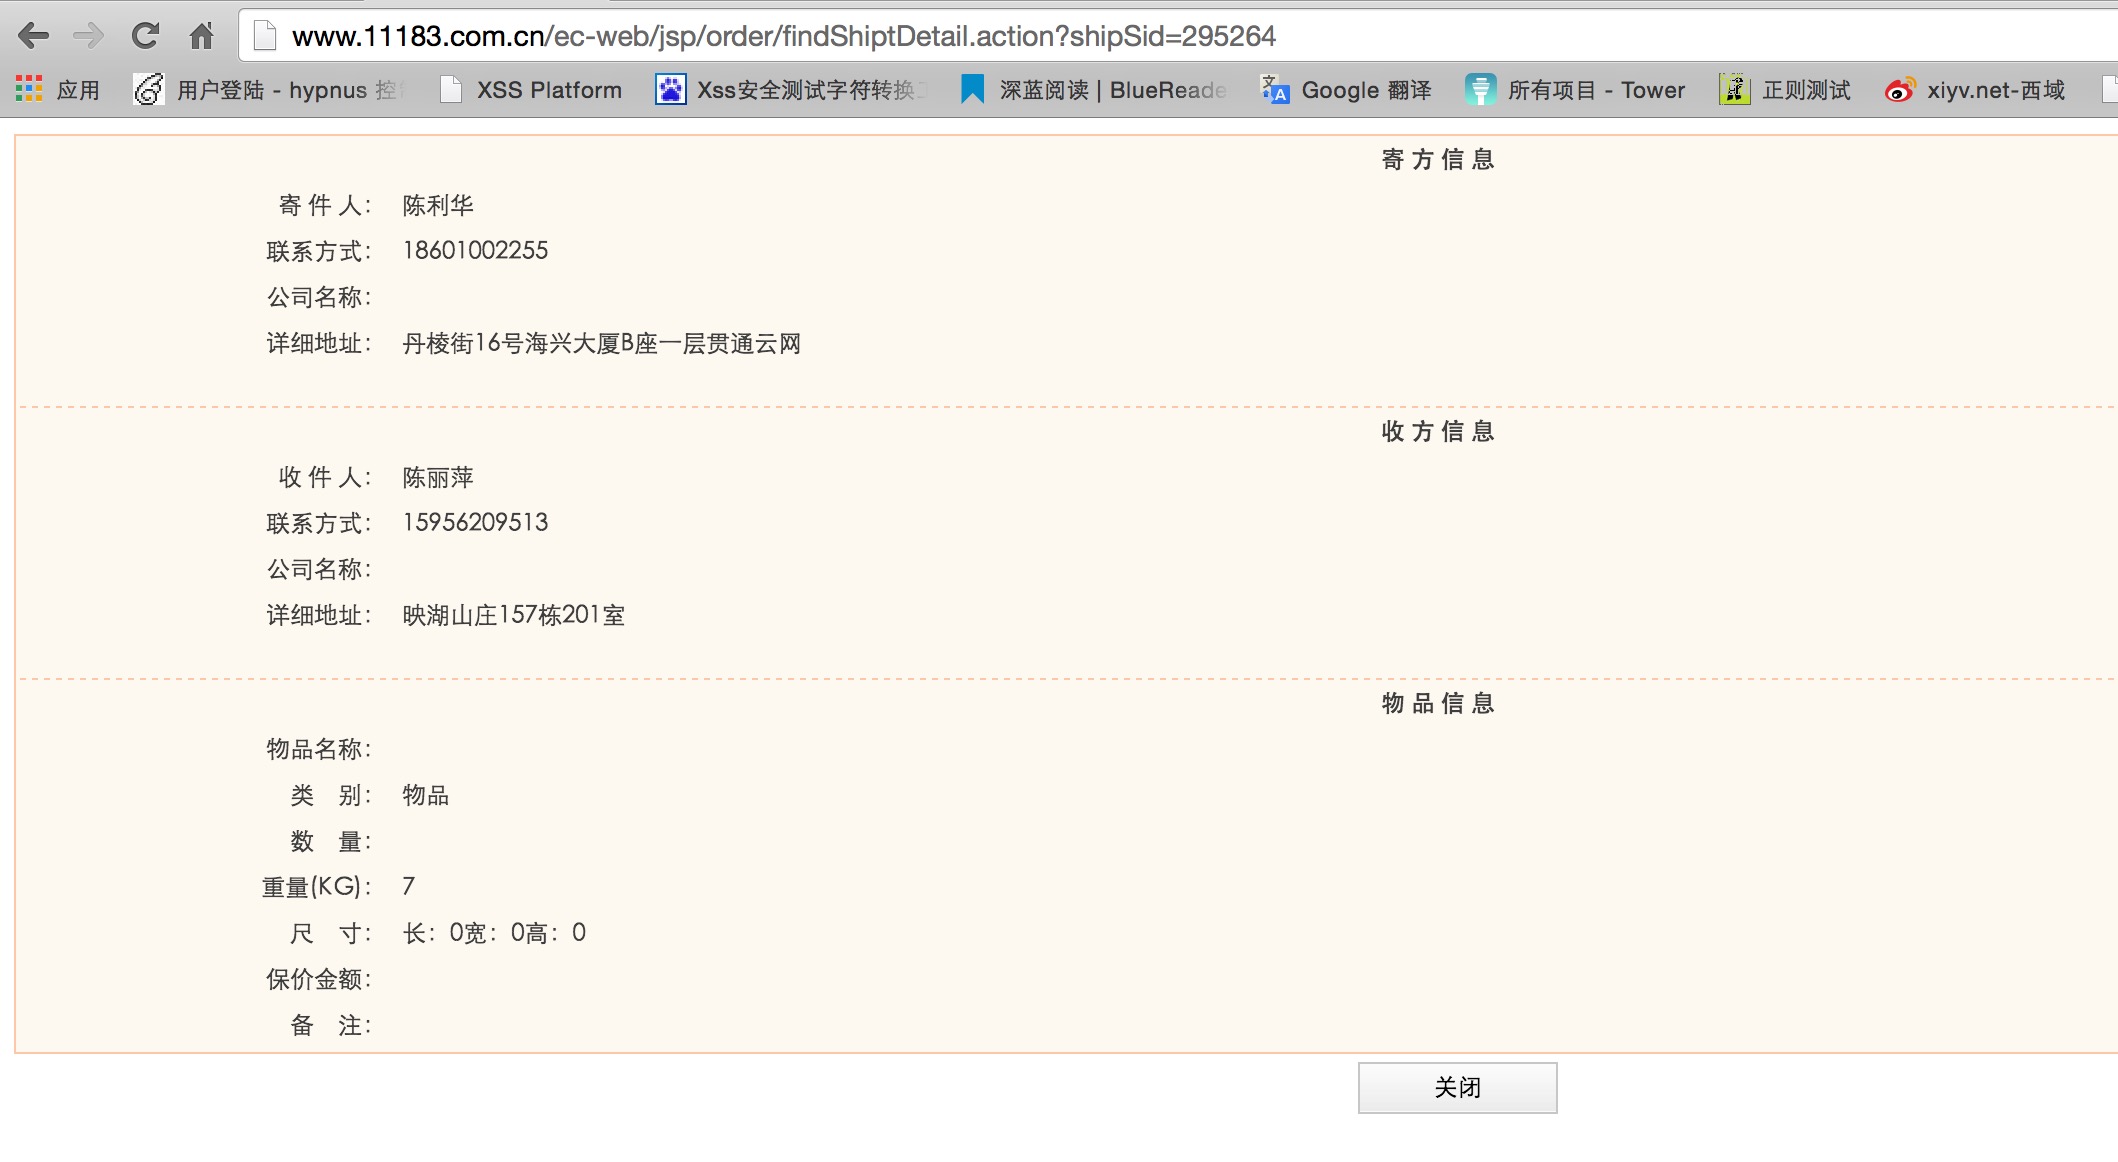 www.11183.com.cn/ec-web/jsp/order/findShiptDetail.action?shipSid=295264
应用 用户登陆 - hypnus 控 XSS Platform Xss安全测试字符转换 深蓝阅读 | BlueReade Google 翻译 所有项目 - Tower 正则测试 xiyv.net-西域
寄 方 信 息
寄 件 人： 陈利华
联系方式： 18601002255
公司名称：
详细地址： 丹棱街16号海兴大厦B座一层贯通云网
收 方 信 息
收 件 人： 陈丽萍
联系方式： 15956209513
公司名称：
详细地址： 映湖山庄157栋201室
物 品 信 息
物品名称：
类 别： 物品
数 量：
重量(KG)： 7
尺 寸： 长：0宽：0高：0
保价金额：
备 注：
关闭